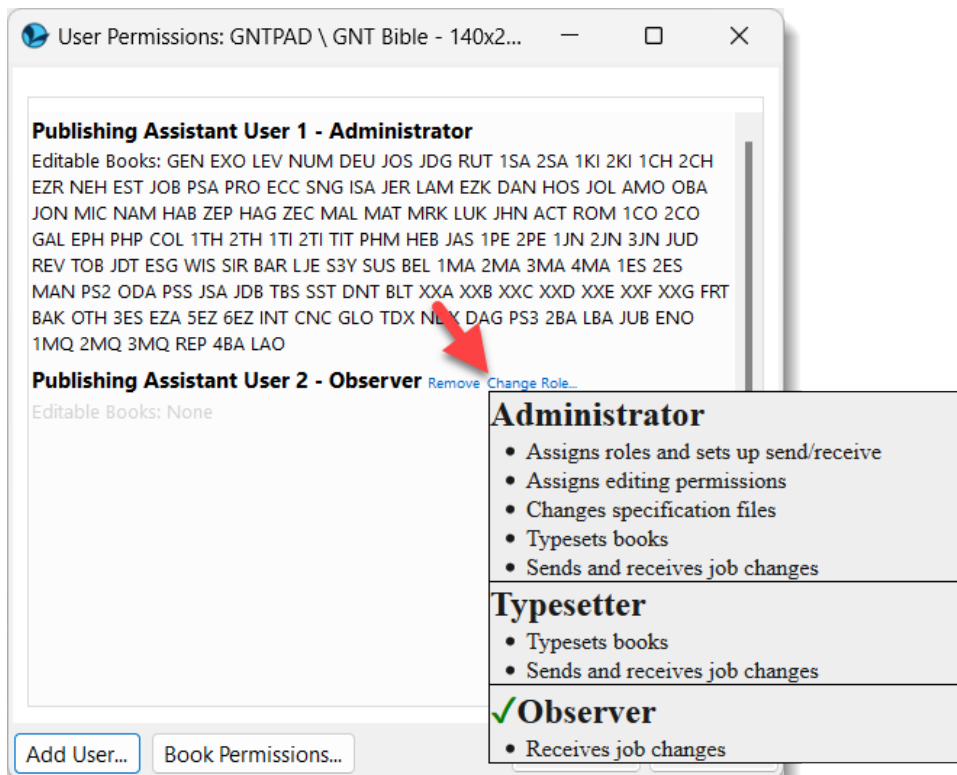 User Permissions: GNTPAD \ GNT Bible - 140x2...
Publishing Assistant User 1 - Administrator
Editable Books: GEN EXO LEV NUM DEU JOS JDG RUT 1SA 2SA 1KI 2KI 1CH 2CH
EZR NEH EST JOB PSA PRO ECC SNG ISA JER LAM EZK DAN HOS JOL AMO OBA
JON MIC NAM HAB ZEP HAG ZEC MAL MAT MRK LUK JHN ACT ROM 1CO 2CO
GAL EPH PHP COL 1TH 2TH 1TI 2TI TIT PHM HEB JAS 1PE 2PE 1JN 2JN 3JN JUD
REV TOB JDT ESG WIS SIR BAR LJE S3Y SUS BEL 1MA 2MA 3MA 4MA 1ES 2ES
MAN PS2 ODA PSS JSA JDB TBS SST DNT BLT XXA XXB XXC XXD XXE XXF XXG FRT
BAK OTH 3ES EZA 5EZ 6EZ INT CNC GLO TDX DAG PS3 2BA LBA JUB ENO
1MQ 2MQ 3MQ REP 4BA LAO
Publishing Assistant User 2 - Observer Remove Change Role...
Editable Books: None
Administrator
• Assigns roles and sets up send/receive
• Assigns editing permissions
• Changes specification files
• Typesets books
• Sends and receives job changes
Typesetter
• Typesets books
• Sends and receives job changes
✓Observer
• Receives job changes
Add User... Book Permissions...